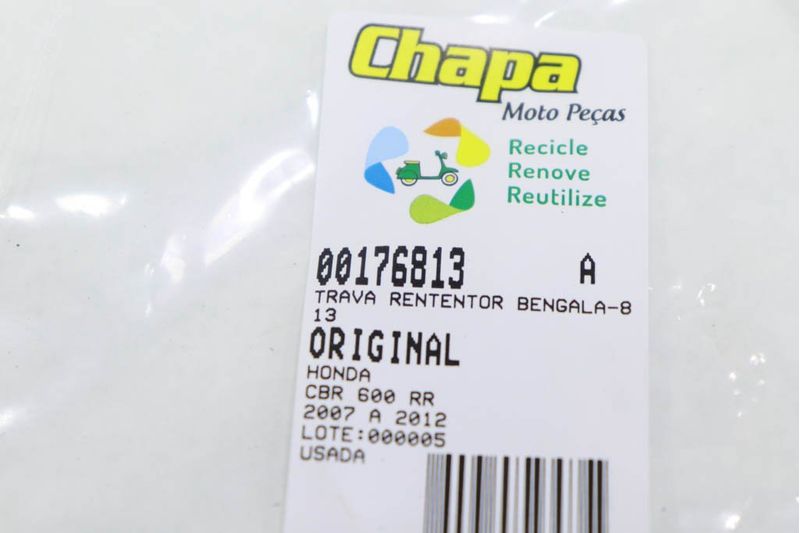 Chapa
Moto Peças
Recicle
Renove
Reutilize
00176813 A
TRAVA RENTENTOR BENGALA-8
13
ORIGINAL
HONDA
CBR 600 RR
2007 A 2012
LOTE:000005
USADA